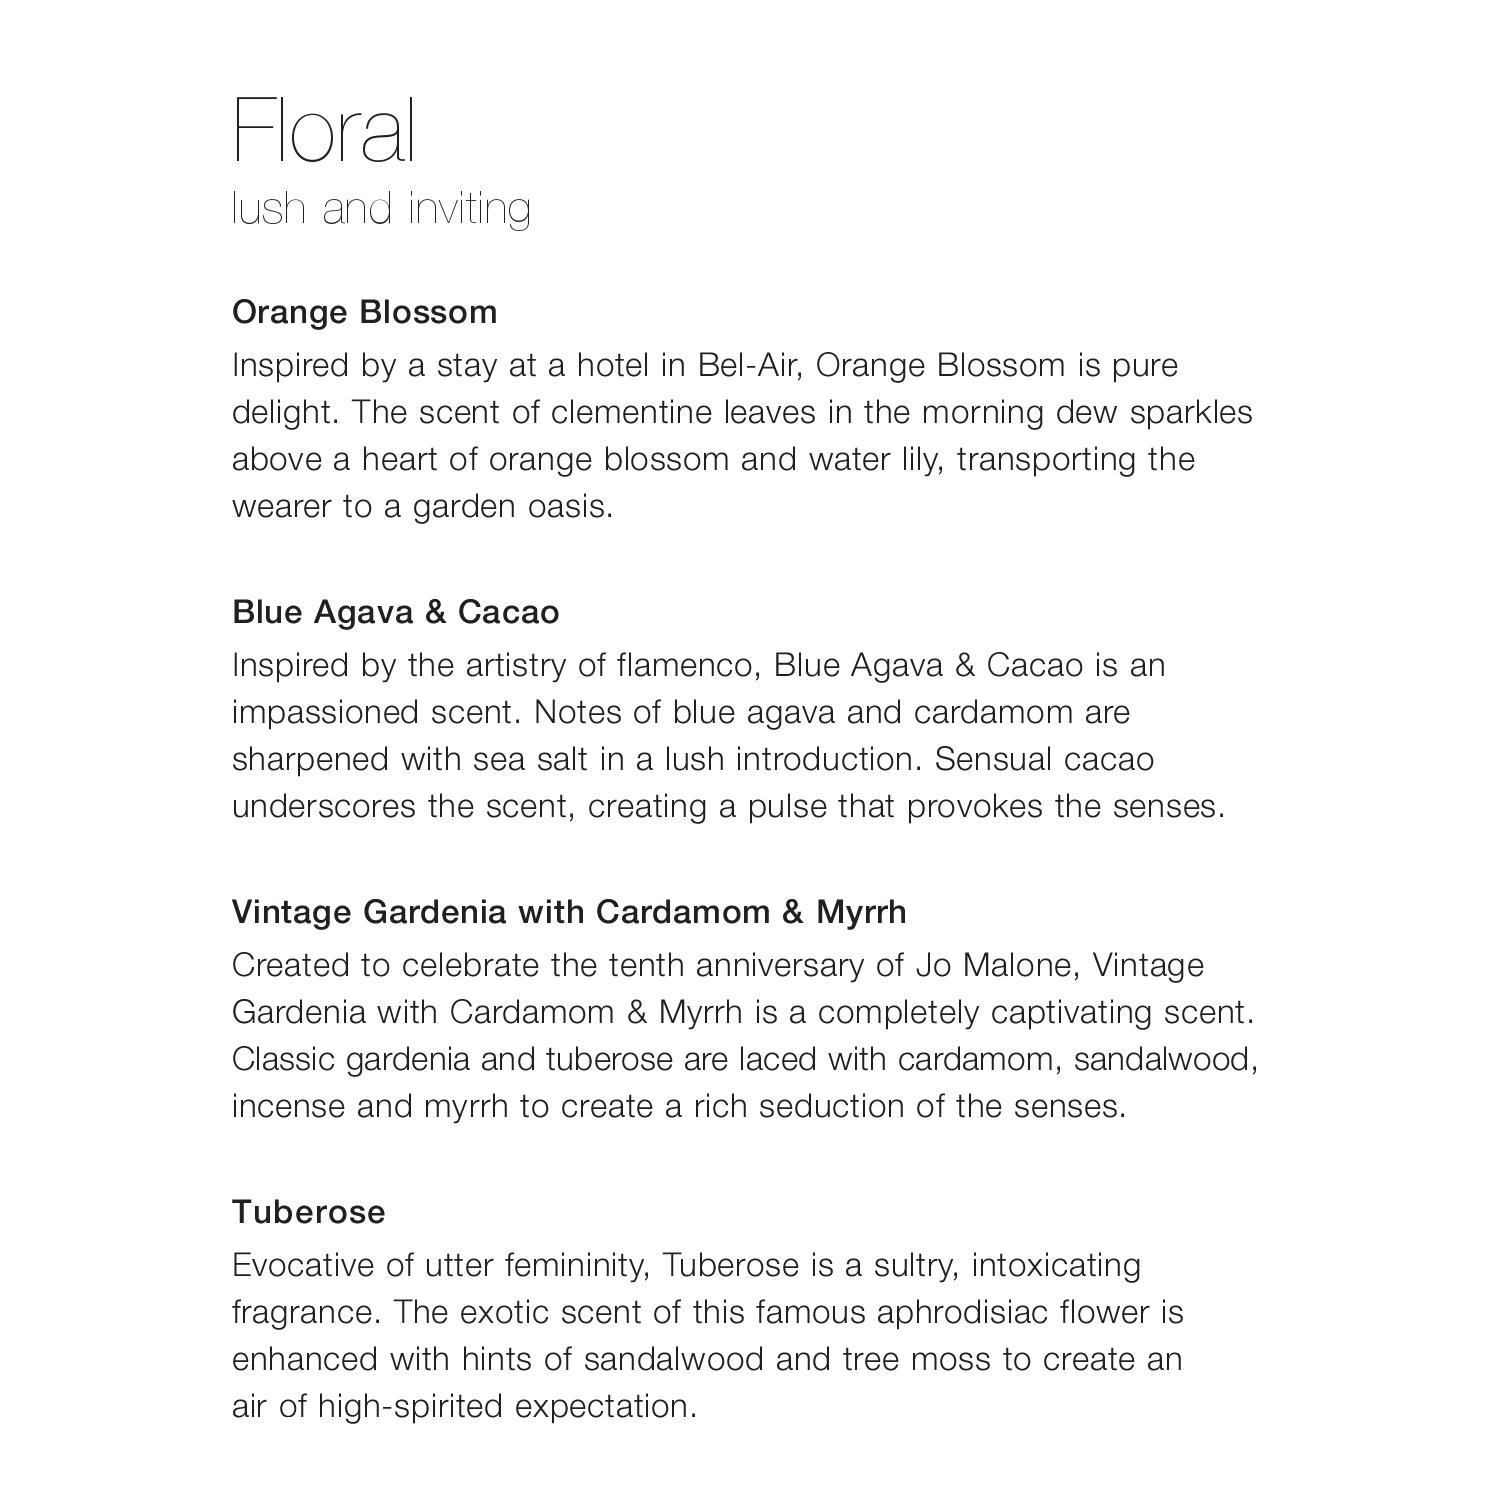 Floral
lush and inviting
Orange Blossom
Inspired by a stay at a hotel in Bel-Air, Orange Blossom is pure
delight. The scent of clementine leaves in the morning dew sparkles
above a heart of orange blossom and water lily, transporting the
wearer to a garden oasis.
Blue Agava & Cacao
Inspired by the artistry of flamenco, Blue Agava & Cacao is an
impassioned scent. Notes of blue agava and cardamom are
sharpened with sea salt in a lush introduction. Sensual cacao
underscores the scent, creating a pulse that provokes the senses.
Vintage Gardenia with Cardamom & Myrrh
Created to celebrate the tenth anniversary of Jo Malone, Vintage
Gardenia with Cardamom & Myrrh is a completely captivating scent.
Classic gardenia and tuberose are laced with cardamom, sandalwood,
incense and myrrh to create a rich seduction of the senses.
Tuberose
Evocative of utter femininity, Tuberose is a sultry, intoxicating
fragrance. The exotic scent of this famous aphrodisiac flower is
enhanced with hints of sandalwood and tree moss to create an
air of high-spirited expectation.